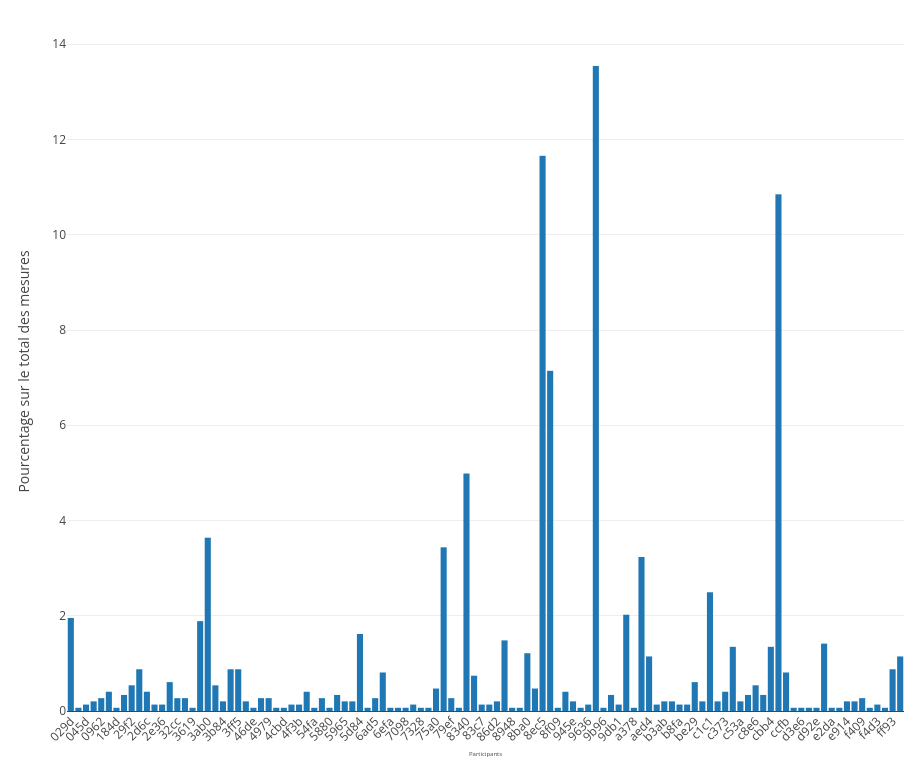 14
12
10
8
6
4
2
0
Pourcentage sur le total des mesures
029d
045d
0962
184d
29f2
2d6c
2e36
32cc
3619
3ab0
3b84
3ff5
46de
4979
4cbd
4f3b
54fa
5880
5965
5d84
6ad5
6efa
7098
7328
75a0
79ef
8340
83c7
86d2
8948
8ba0
8ec5
8f09
945e
9636
9b96
9db1
a378
aed4
b3ab
b8fa
be29
c1c1
c373
c53a
c8e6
cbb4
ccfb
d3e6
d92e
e2da
e914
f409
f4d3
ff93
Participants